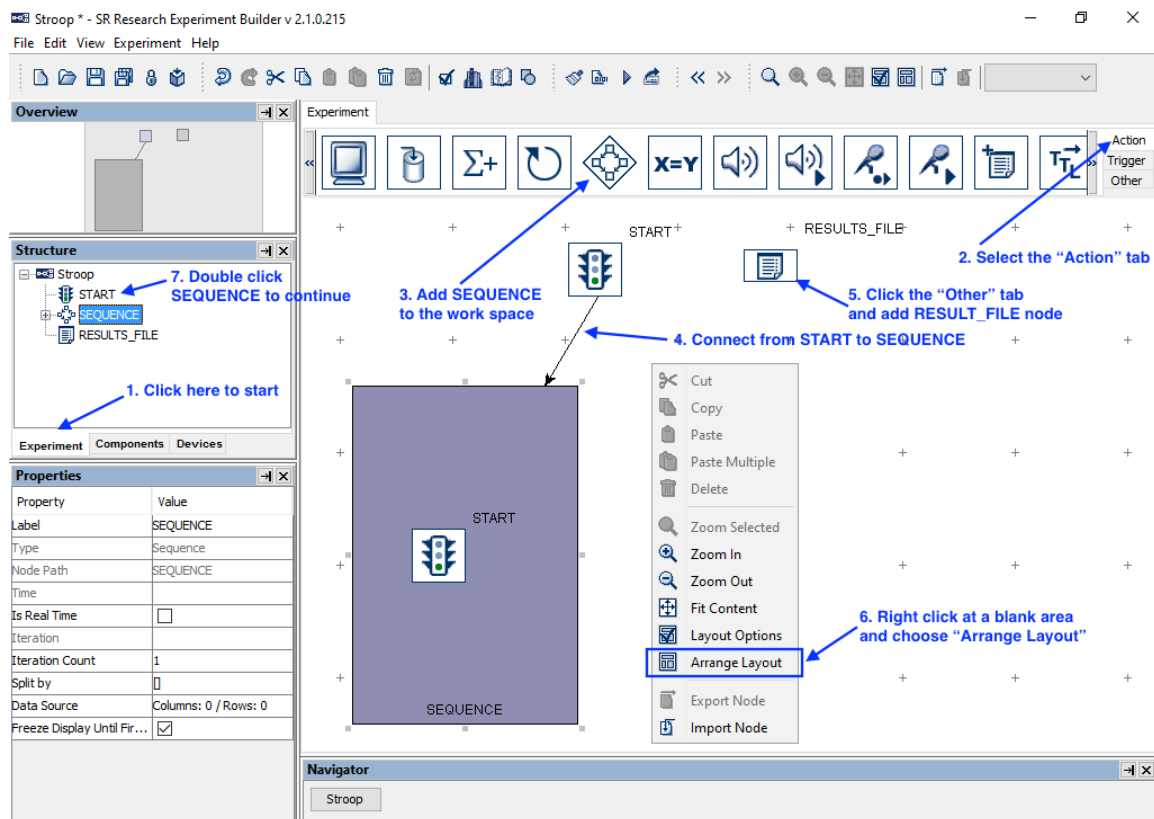 Stroop * - SR Research Experiment Builder v 2.1.0.215
File Edit View Experiment Help
Overview
Experiment
Σ+
X=Y
TTL
Action
Trigger
Other
START
RESULTS_FILE
2. Select the “Action” tab
Structure
Stroop
START
SEQUENCE
RESULTS_FILE
7. Double click
SEQUENCE to continue
3. Add SEQUENCE
to the work space
5. Click the “Other” tab
and add RESULT_FILE node
4. Connect from START to SEQUENCE
1. Click here to start
Experiment Components Devices
Cut
Copy
Paste
Paste Multiple
Delete
Zoom Selected
Zoom In
Zoom Out
Fit Content
Layout Options
Arrange Layout
Export Node
Import Node
6. Right click at a blank area
and choose “Arrange Layout”
START
SEQUENCE
Properties
Property Value
Label SEQUENCE
Type Sequence
Node Path SEQUENCE
Time
Is Real Time
Iteration
Iteration Count 1
Split by []
Data Source Columns: 0 / Rows: 0
Freeze Display Until Fir...
Navigator
Stroop